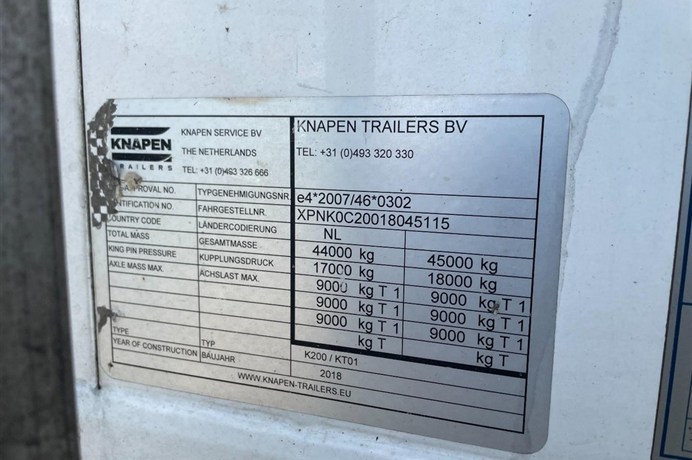 KNAPEN
TRAILERS
KNAPEN SERVICE BV
THE NETHERLANDS
TEL: +31 (0)493 326 666
KNAPEN TRAILERS BV
TEL: +31 (0)493 320 330
ROVAL NO. TYPGENEHMIGUNGSNR. e4*2007/46*0302
NTIFICATION NO. FAHRGESTELLNR. XPNK0C20018045115
COUNTRY CODE LÄNDERCODIERUNG NL
TOTAL MASS GESAMTMASSE 44000 kg 45000 kg
KING PIN PRESSURE KUPPLUNGSDRUCK 17000 kg 18000 kg
AXLE MASS MAX. ACHSLAST MAX. 9000 kg T 1 9000 kg T 1
9000 kg T 1 9000 kg T 1
9000 kg T 1 9000 kg T 1
kg T kg T
TYPE TYP K200 / KT01
YEAR OF CONSTRUCTION BAUJAHR 2018
WWW.KNAPEN-TRAILERS.EU